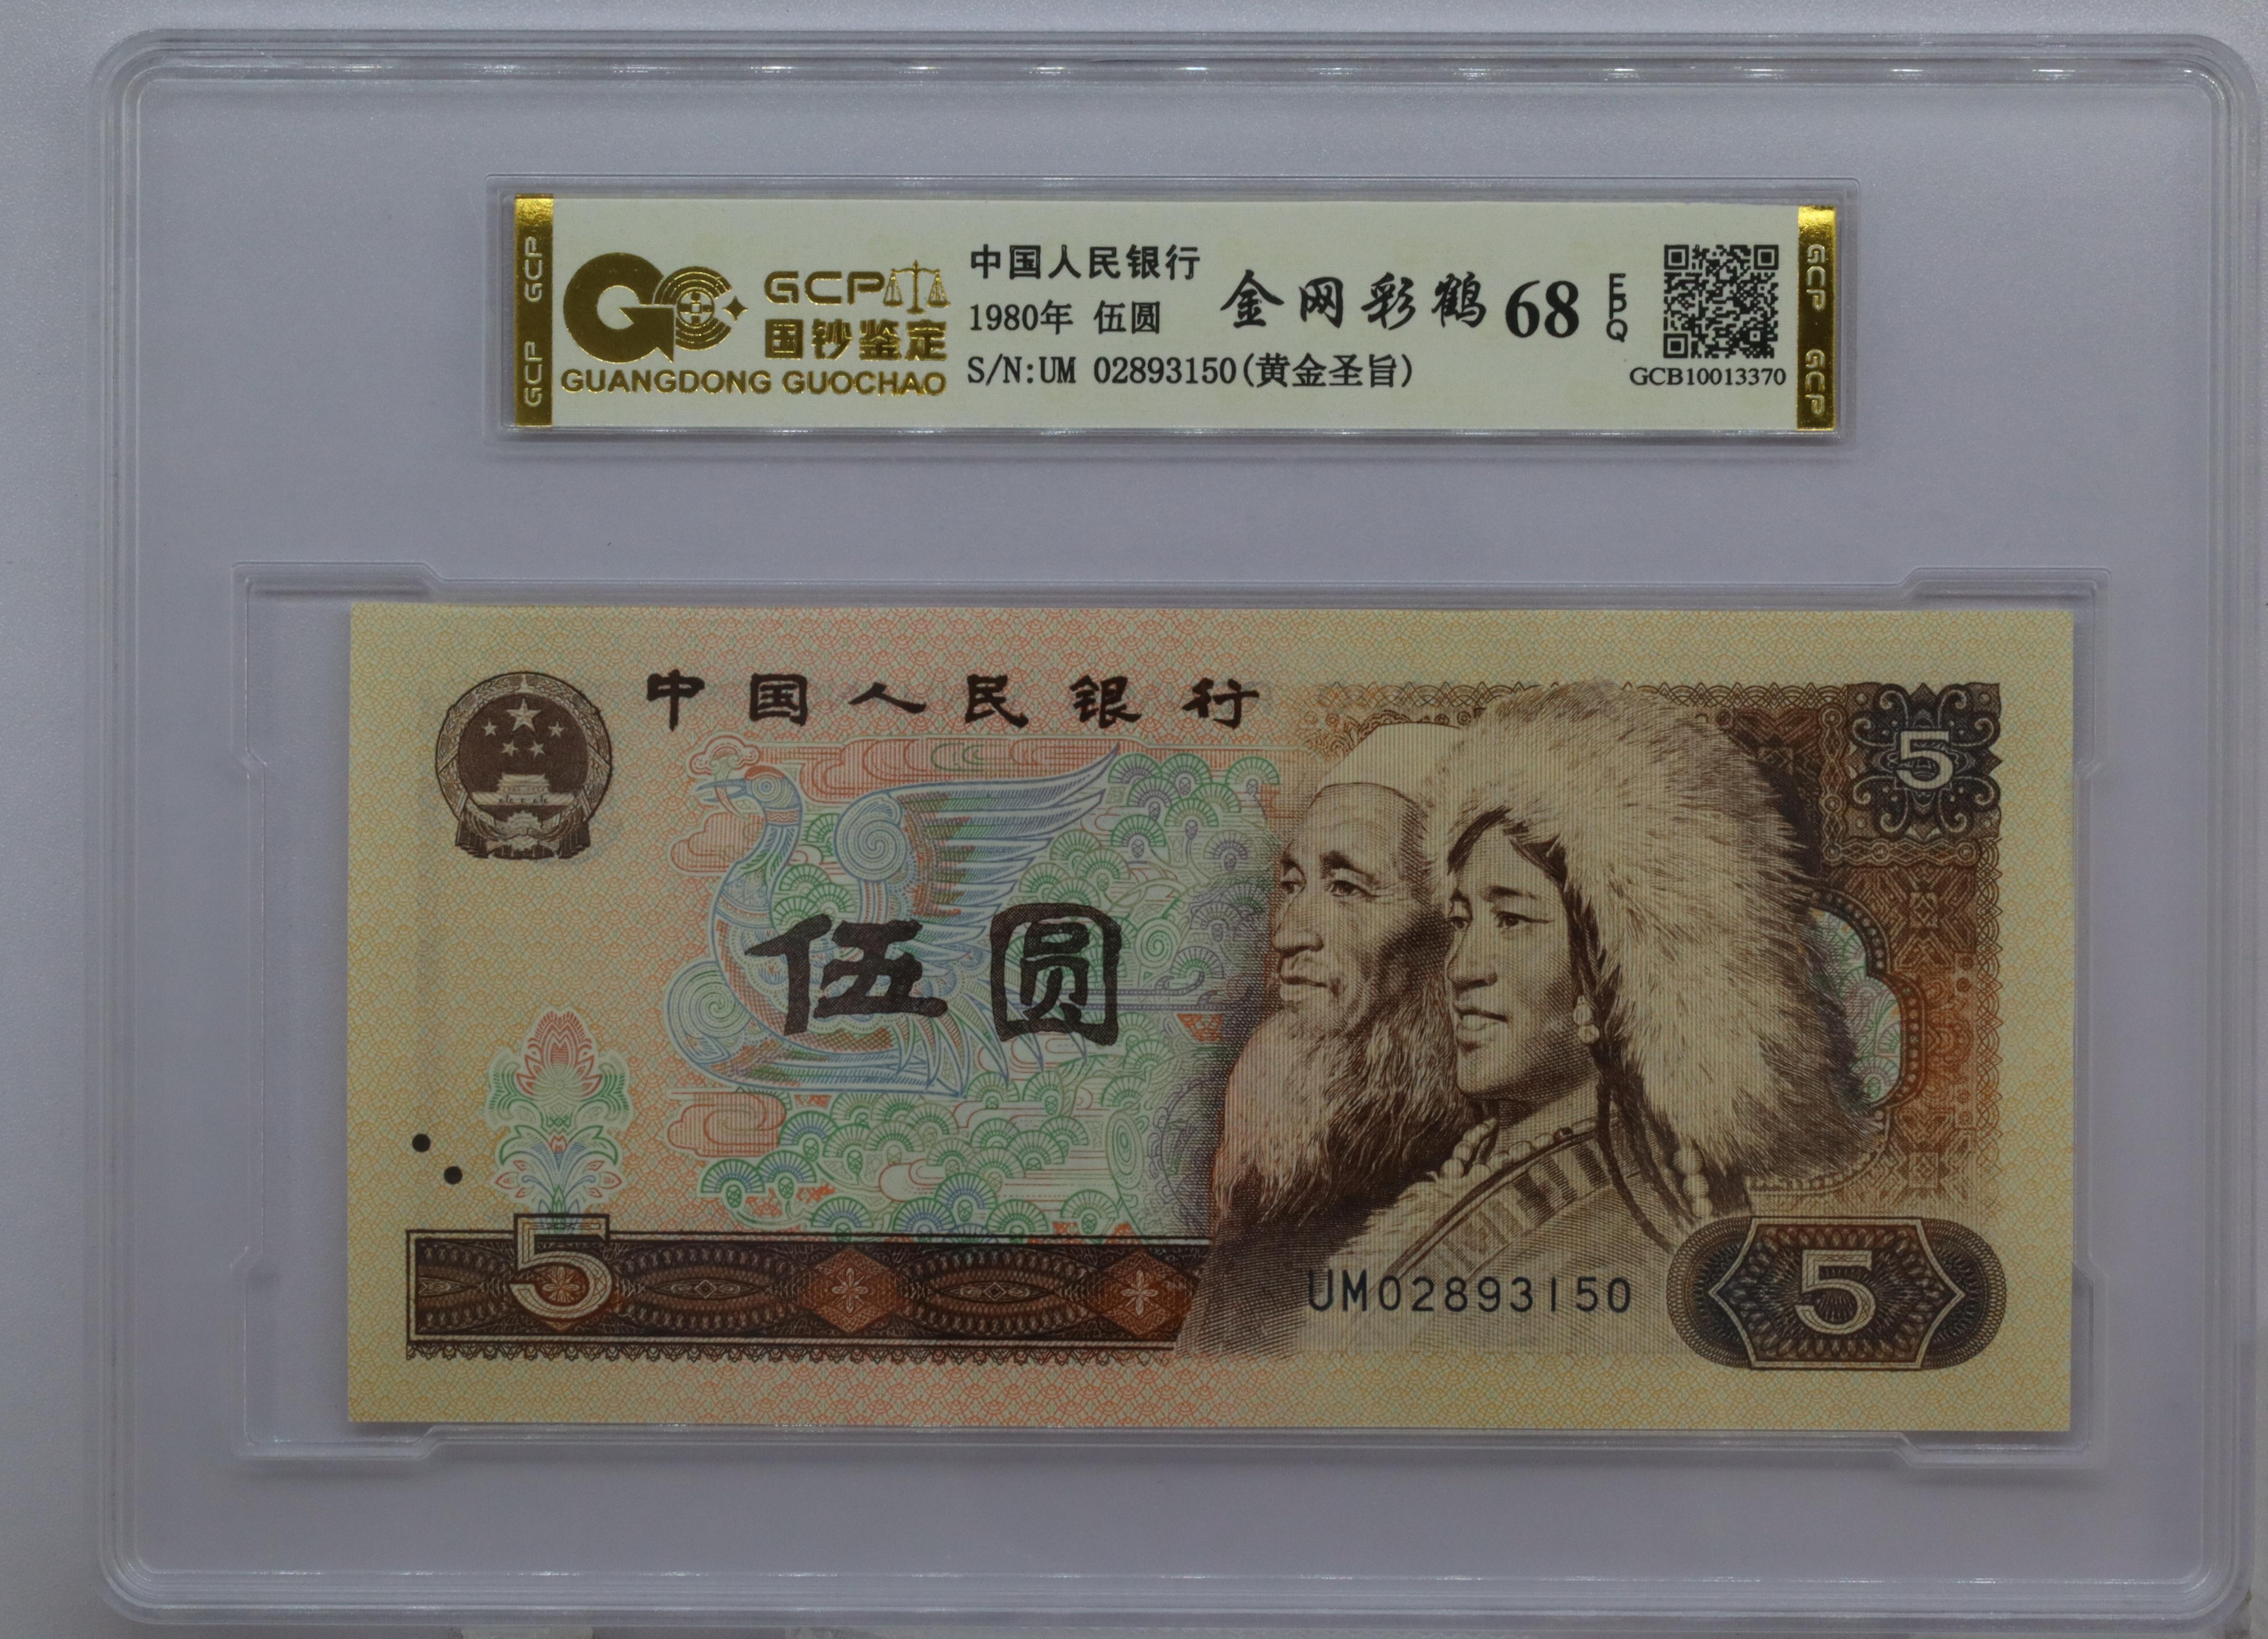 GCP GCP
GCP
国钞鉴定
GUANGDONG GUOCHAO
中国人民银行
1980年 伍圆
S/N:UM 02893150(黄金圣旨)
金网彩鹤 68 EPQ
GCB10013370
GCP GCP
中国人民银行
5
伍圆
5
UM02893150
5